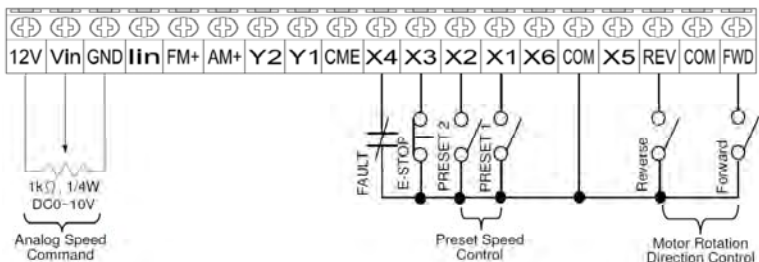 12V Vin GND Iin FM+ AM+ Y2 Y1 CME X4 X3 X2 X1 X6 COM X5 REV COM FWD
FAULT
E-STOP
PRESET 2
PRESET 1
Reverse
Forward
1kΩ, 1/4W
DC0~10V
Analog Speed
Command
Preset Speed
Control
Motor Rotation
Direction Control